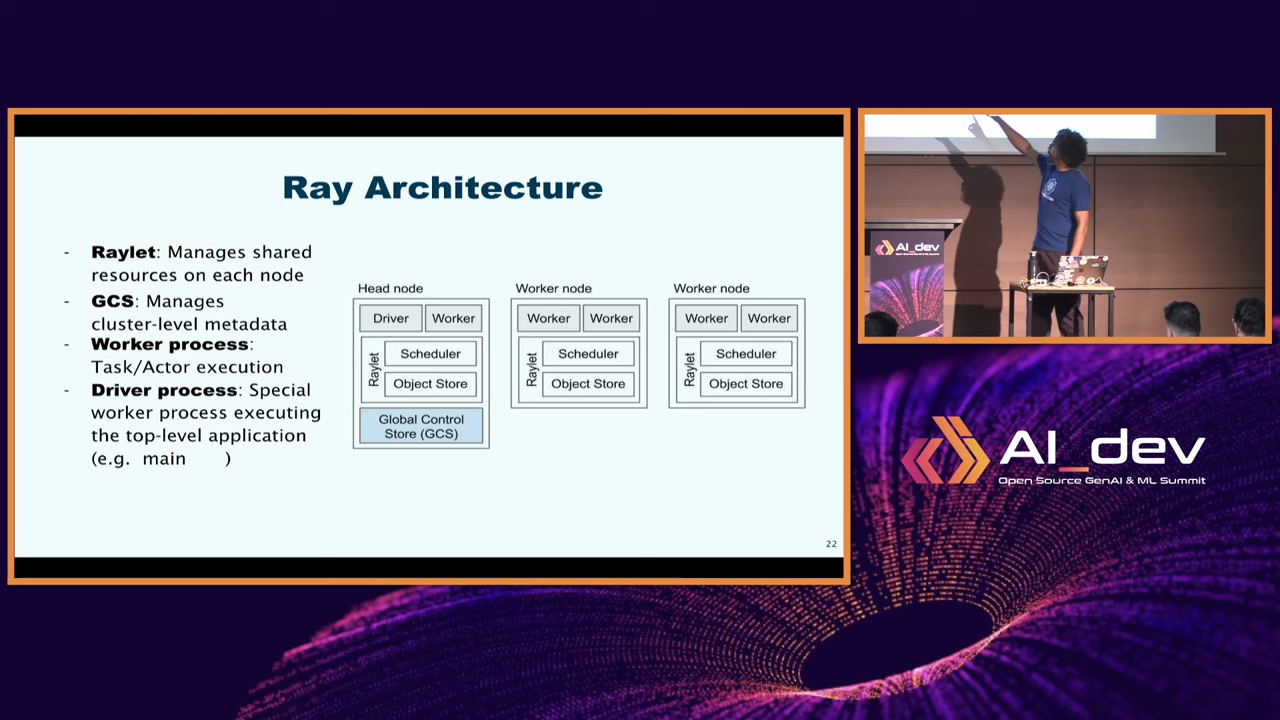 Ray Architecture
- Raylet: Manages shared
resources on each node
- GCS: Manages
cluster-level metadata
- Worker process:
Task/Actor execution
- Driver process: Special
worker process executing
the top-level application
(e.g. main )
Head node
Driver
Worker
Raylet
Scheduler
Object Store
Global Control
Store (GCS)
Worker node
Worker
Worker
Raylet
Scheduler
Object Store
Worker node
Worker
Worker
Raylet
Scheduler
Object Store
22
AI_dev
AI_dev
Open Source GenAI & ML Summit